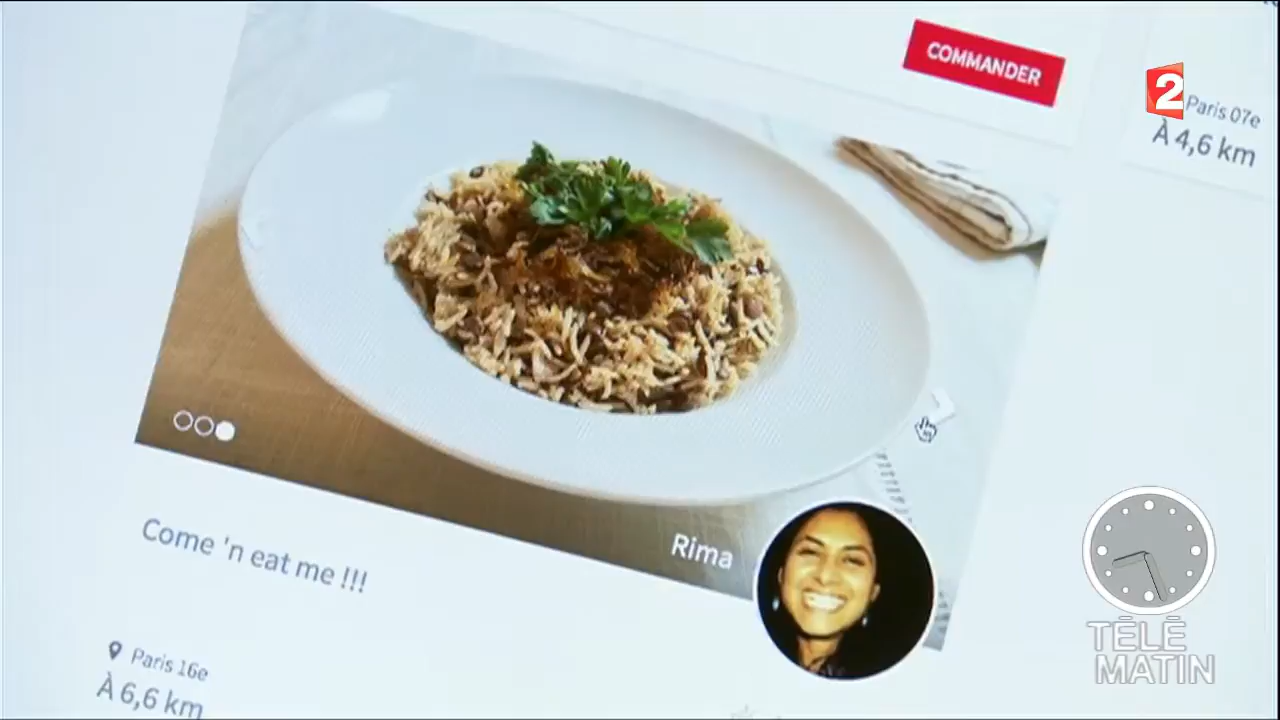 COMMANDER
2
Paris 07e
À 4,6 km
Rima
Come 'n eat me !!!
Paris 16e
À 6,6 km
TÉLÉ
MATIN